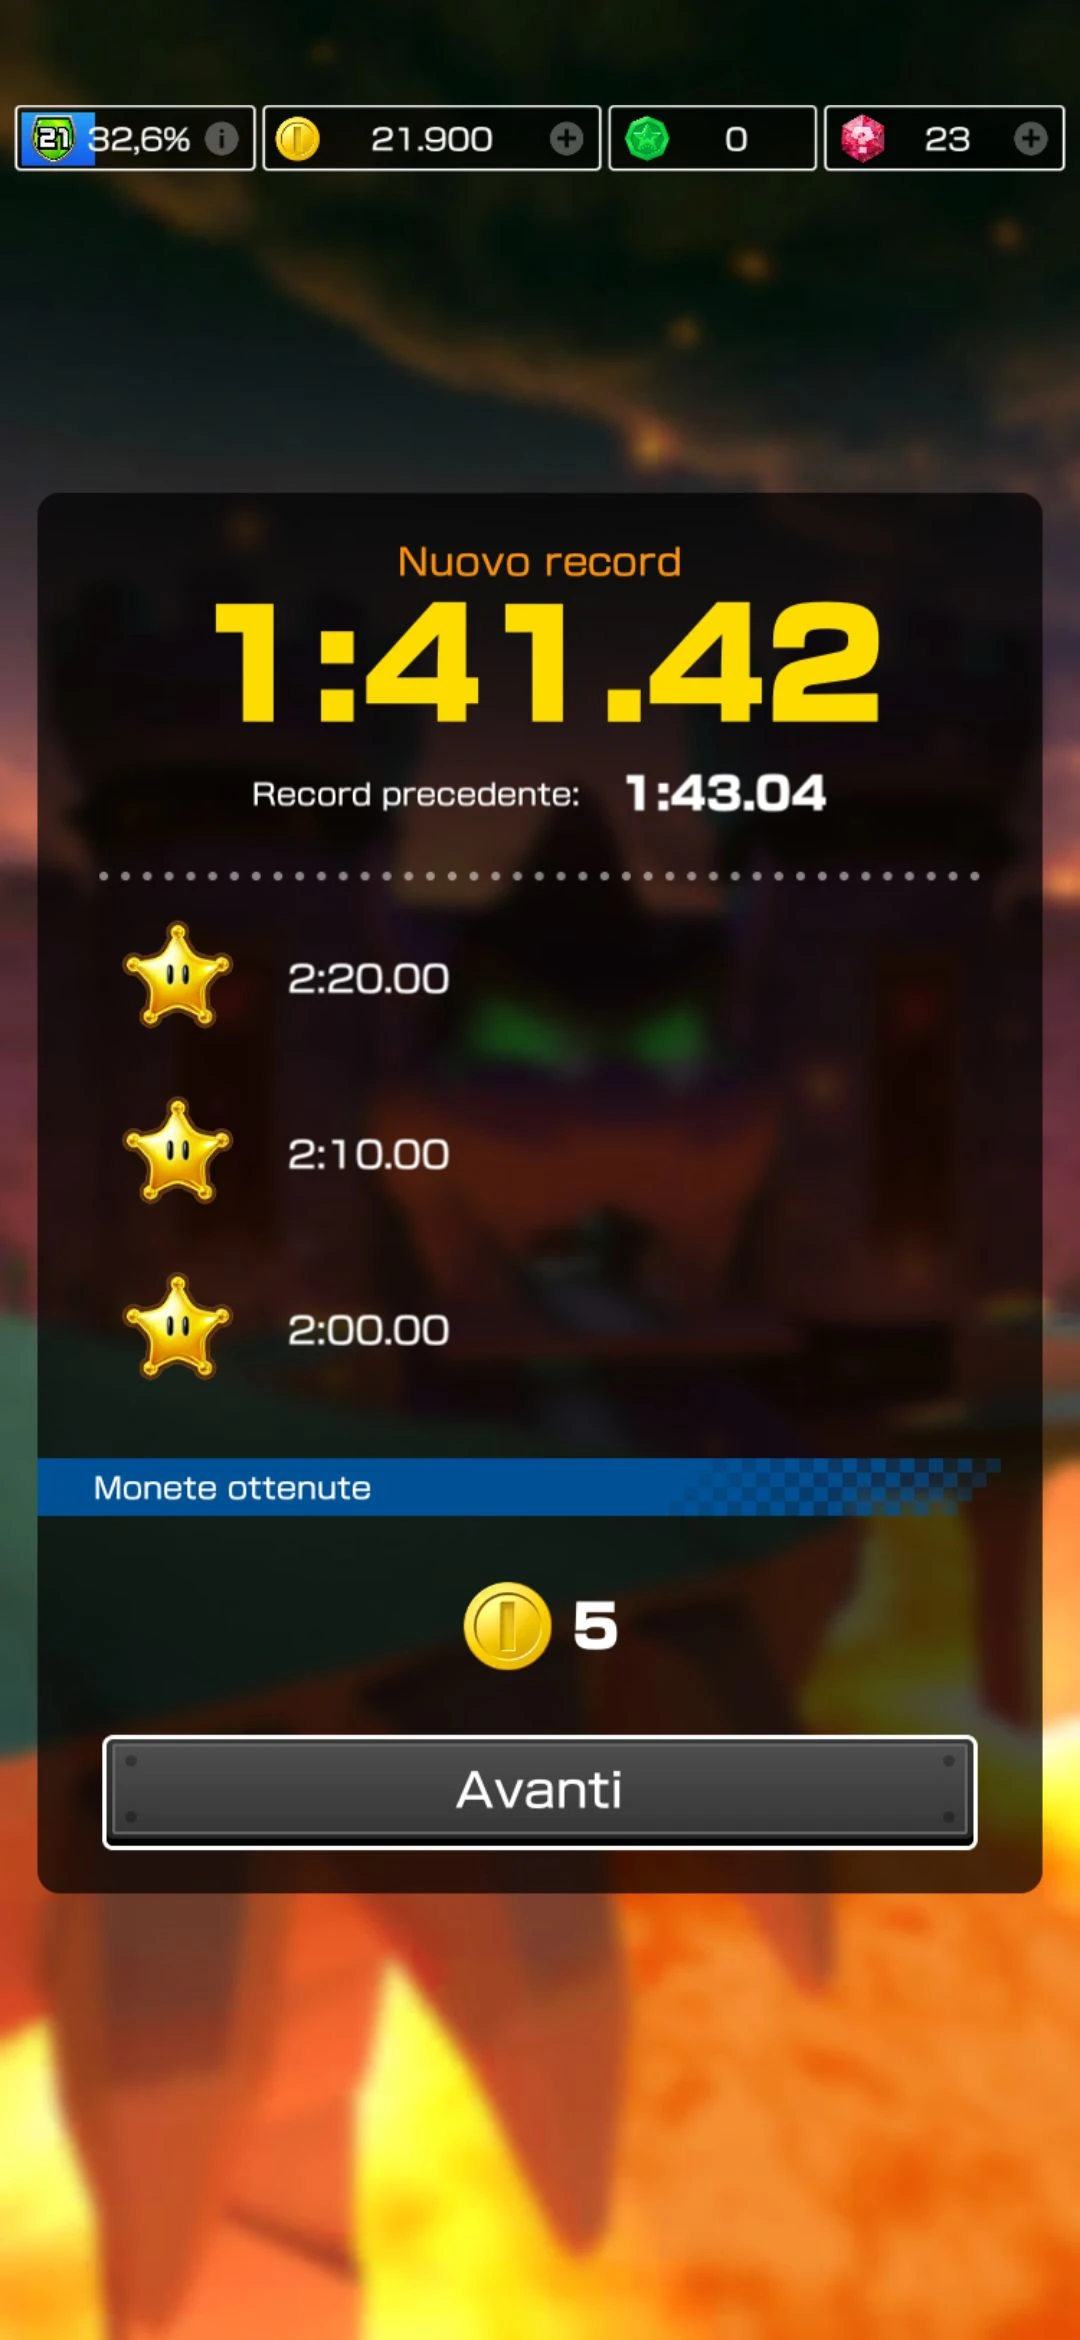 21 32,6% i 21.900 + 0 ? 23 +
Nuovo record
1:41.42
Record precedente: 1:43.04
2:20.00
2:10.00
2:00.00
Monete ottenute
5
Avanti